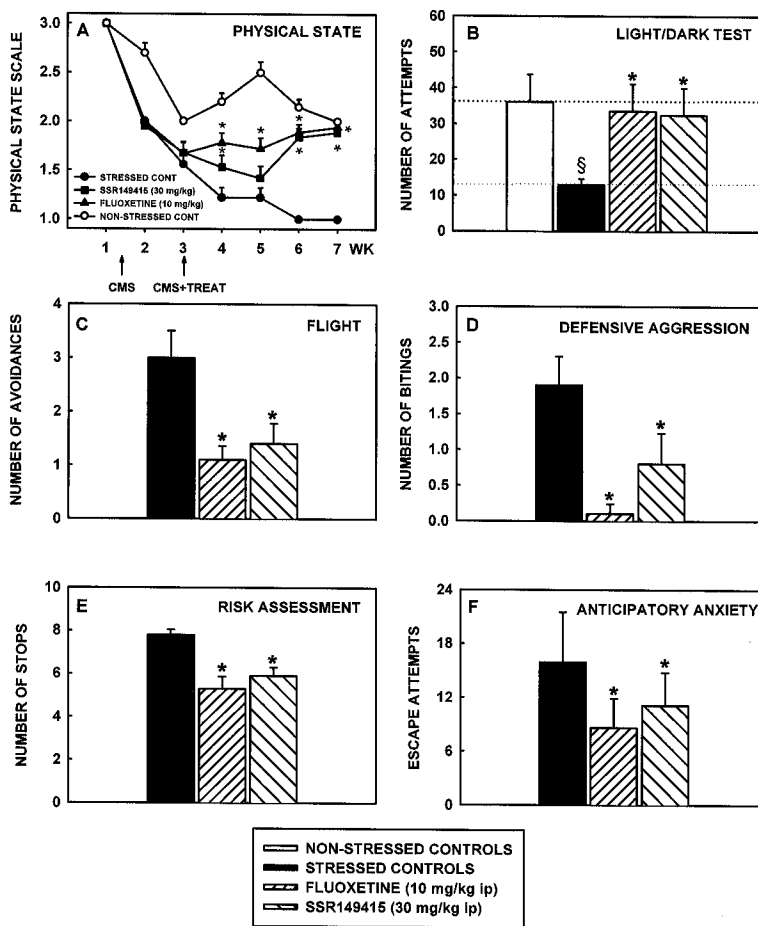 A PHYSICAL STATE
PHYSICAL STATE SCALE
3.0
2.5
2.0
1.5
1.0
STRESSED CONT
SSR149415 (30 mg/kg)
FLUOXETINE (10 mg/kg)
NON-STRESSED CONT
* * * * * * *
1 2 3 4 5 6 7 WK
CMS CMS+TREAT
B LIGHT/DARK TEST
NUMBER OF ATTEMPTS
60
50
40
30
20
10
0
§ * *
C FLIGHT
NUMBER OF AVOIDANCES
4
3
2
1
0
* *
D DEFENSIVE AGGRESSION
NUMBER OF BITINGS
3.0
2.5
2.0
1.5
1.0
0.5
0.0
* *
E RISK ASSESSMENT
NUMBER OF STOPS
10
8
6
4
2
0
* *
F ANTICIPATORY ANXIETY
ESCAPE ATTEMPTS
24
18
12
6
0
* *
NON-STRESSED CONTROLS
STRESSED CONTROLS
FLUOXETINE (10 mg/kg ip)
SSR149415 (30 mg/kg ip)